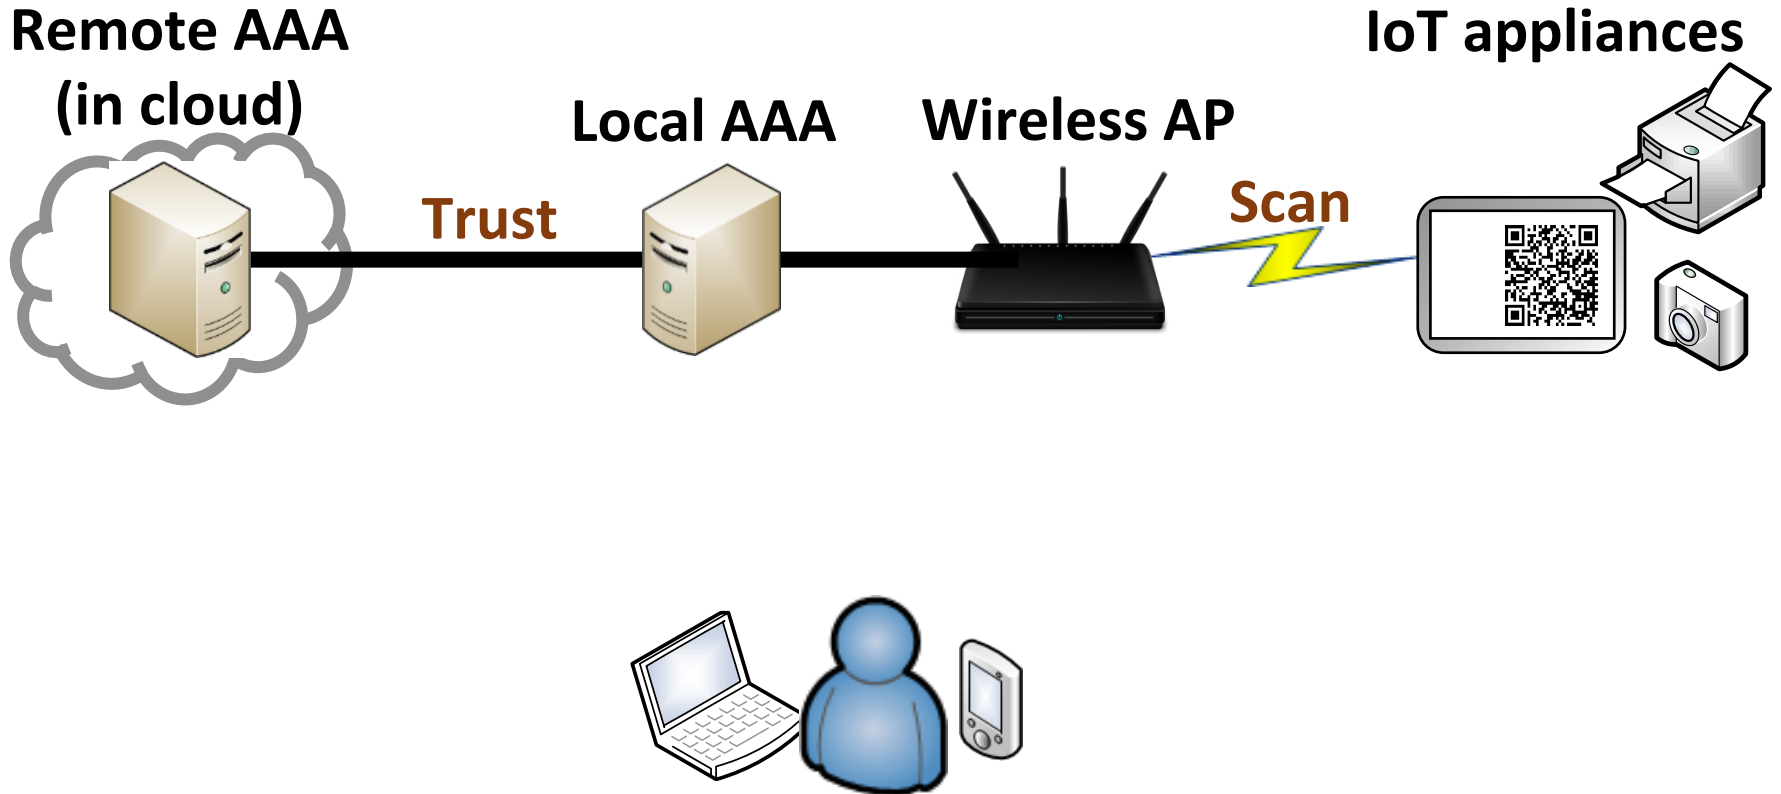 Remote AAA
(in cloud)
Local AAA
Wireless AP
IoT appliances
Trust
Scan